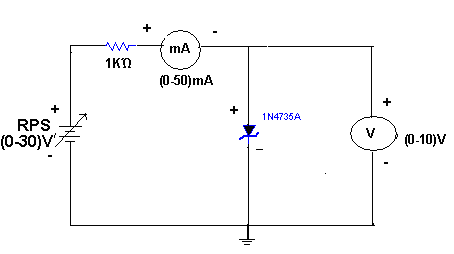 + -
mA
1KΩ
(0-50)mA
+
RPS
(0-30)V
-
+
1N4735A
-
+
V
(0-10)V
-